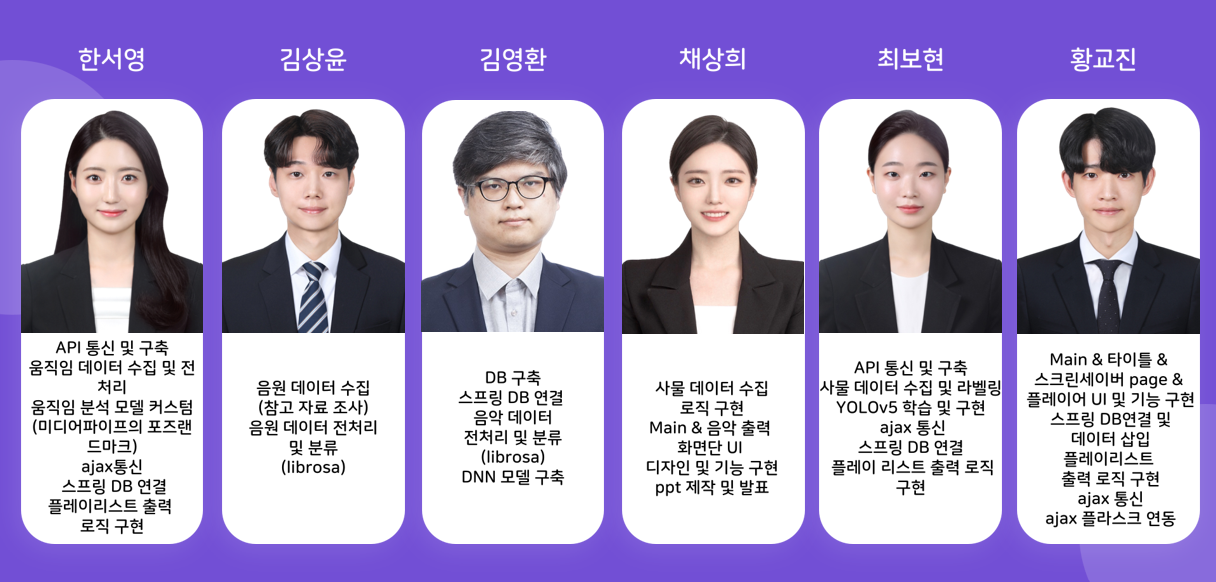 한서영
김상윤
김영환
채상희
최보현
황교진
API 통신 및 구축
움직임 데이터 수집 및 전
처리
움직임 분석 모델 커스텀
(미디어파이프의 포즈랜
드마크)
ajax통신
스프링 DB 연결
플레이리스트 출력
로직 구현
음원 데이터 수집
(참고 자료 조사)
음원 데이터 전처리
및 분류
(librosa)
DB 구축
스프링 DB 연결
음악 데이터
전처리 및 분류
(librosa)
DNN 모델 구축
사물 데이터 수집
로직 구현
Main & 음악 출력
화면단 UI
디자인 및 기능 구현
ppt 제작 및 발표
API 통신 및 구축
사물 데이터 수집 및 라벨링
YOLOv5 학습 및 구현
ajax 통신
스프링 DB 연결
플레이 리스트 출력 로직
구현
Main & 타이틀 &
스크린세이버 page &
플레이어 UI 및 기능 구현
스프링 DB연결 및
데이터 삽입
플레이리스트
출력 로직 구현
ajax 통신
ajax 플라스크 연동